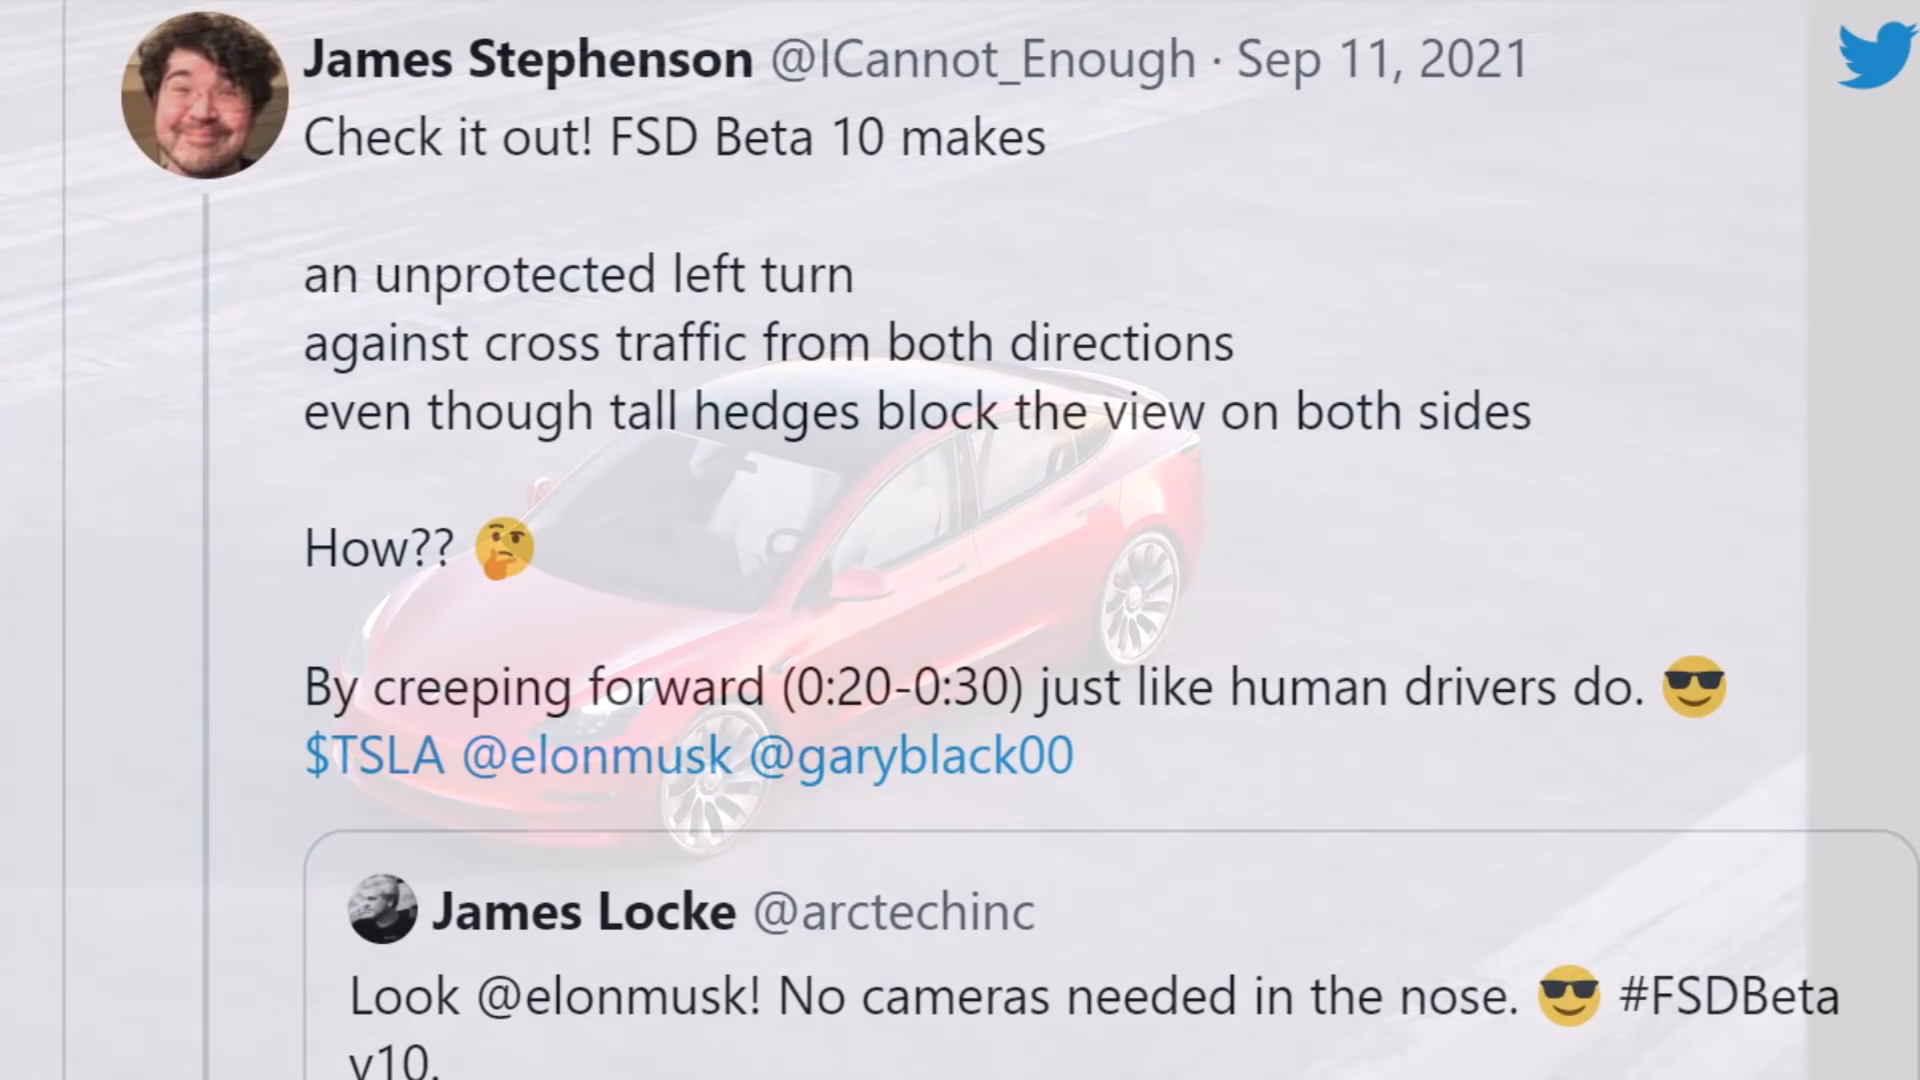 James Stephenson @ICannot_Enough · Sep 11, 2021
Check it out! FSD Beta 10 makes
an unprotected left turn
against cross traffic from both directions
even though tall hedges block the view on both sides
How?? 🤔
By creeping forward (0:20-0:30) just like human drivers do. 😎
$TSLA @elonmusk @garyblack00
James Locke @arctechinc
Look @elonmusk! No cameras needed in the nose. 😎 #FSDBeta
v10.